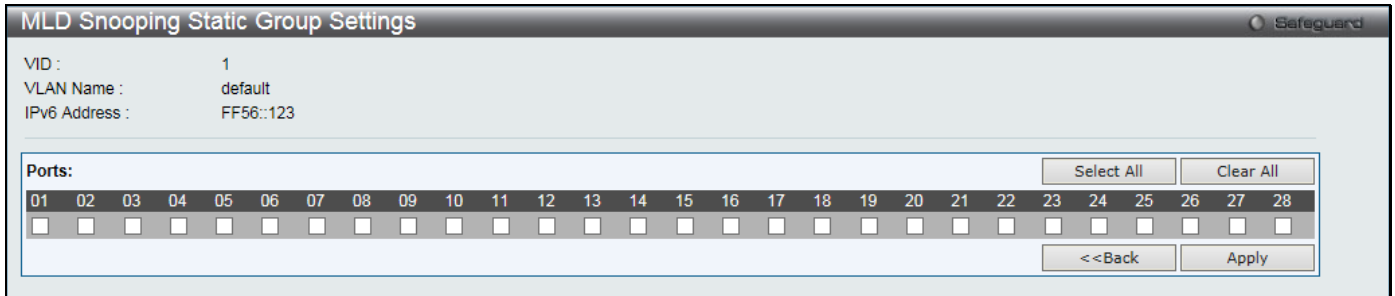 MLD Snooping Static Group Settings Safeguard
VID : 1
VLAN Name : default
IPv6 Address : FF56::123
Ports: Select All Clear All
01 02 03 04 05 06 07 08 09 10 11 12 13 14 15 16 17 18 19 20 21 22 23 24 25 26 27 28
<<Back Apply